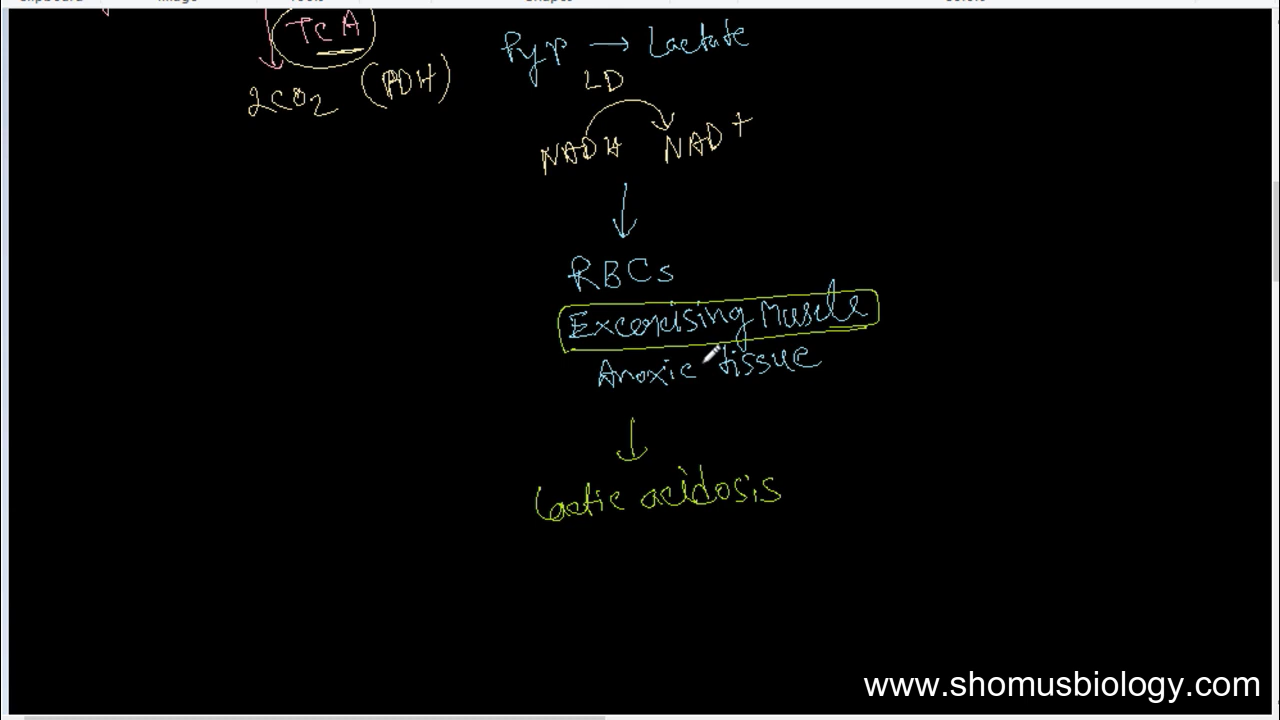 TCA
2CO2 (PDH)
Pyr → Lactate
LD
NADH NAD+
↓
RBCs
Excercising Muscle
Anoxic tissue
↓
Lactic acidosis
www.shomusbiology.com